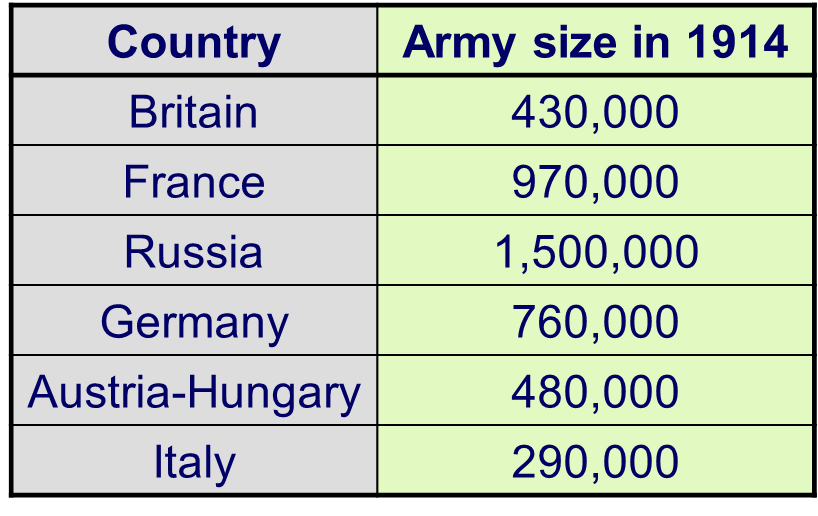 Country Army size in 1914
Britain 430,000
France 970,000
Russia 1,500,000
Germany 760,000
Austria-Hungary 480,000
Italy 290,000